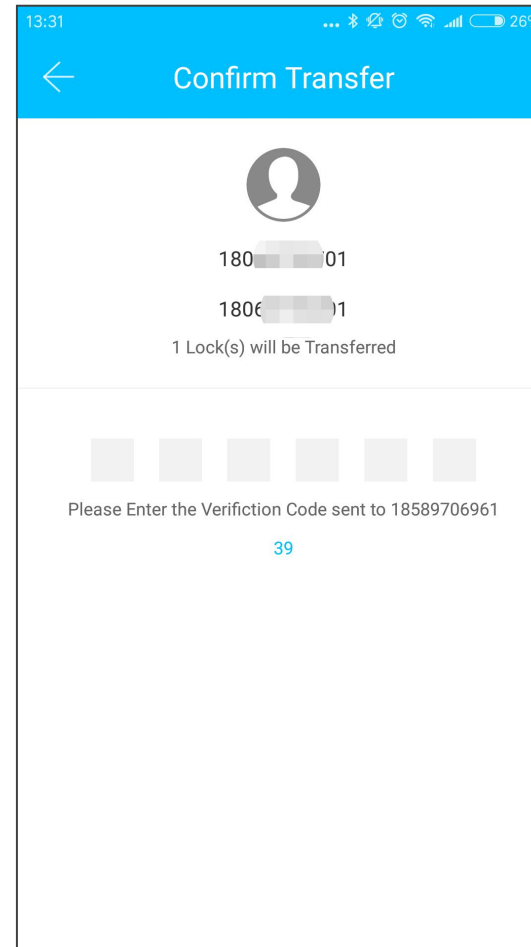 13:31 ... 26
Confirm Transfer
180 01
1806 1
1 Lock(s) will be Transferred
Please Enter the Verifiction Code sent to 18589706961
39